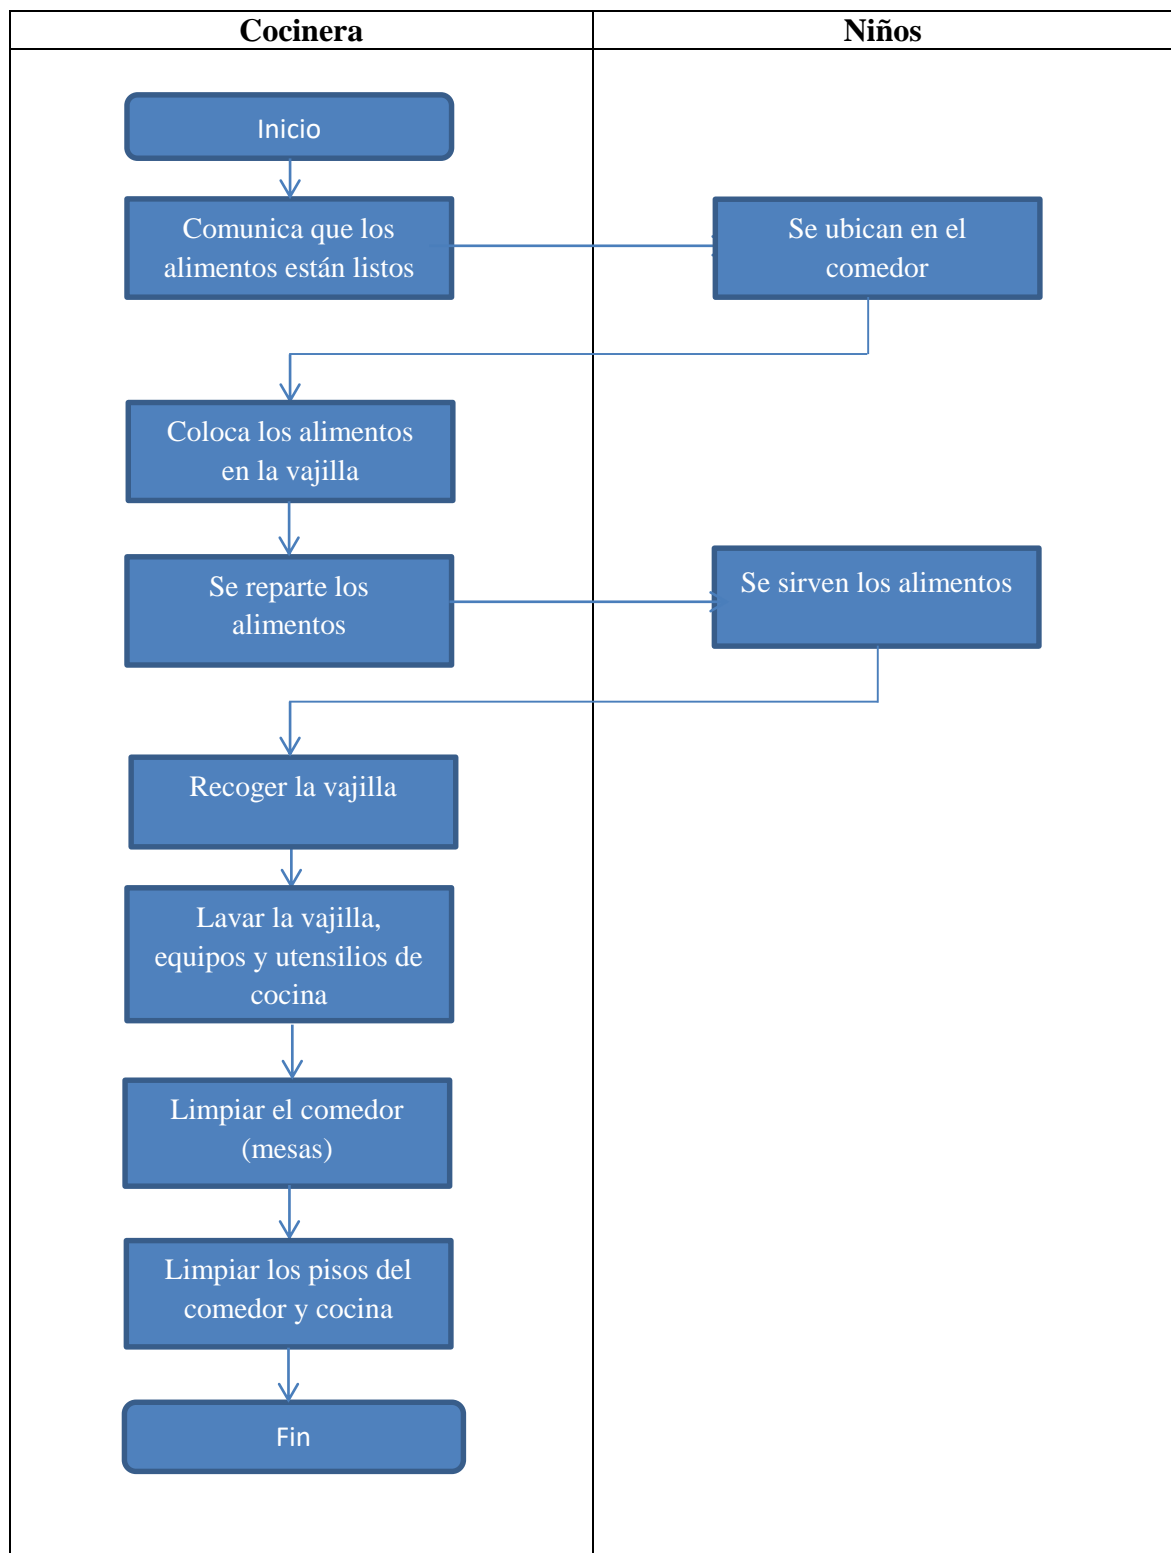 Cocinera
Niños
Inicio
Comunica que los
alimentos están listos
Se ubican en el
comedor
Coloca los alimentos
en la vajilla
Se reparte los
alimentos
Se sirven los alimentos
Recoger la vajilla
Lavar la vajilla,
equipos y utensilios de
cocina
Limpiar el comedor
(mesas)
Limpiar los pisos del
comedor y cocina
Fin